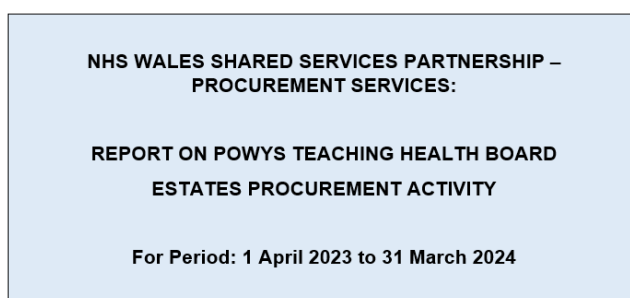 NHS WALES SHARED SERVICES PARTNERSHIP –
PROCUREMENT SERVICES:
REPORT ON POWYS TEACHING HEALTH BOARD
ESTATES PROCUREMENT ACTIVITY
For Period: 1 April 2023 to 31 March 2024